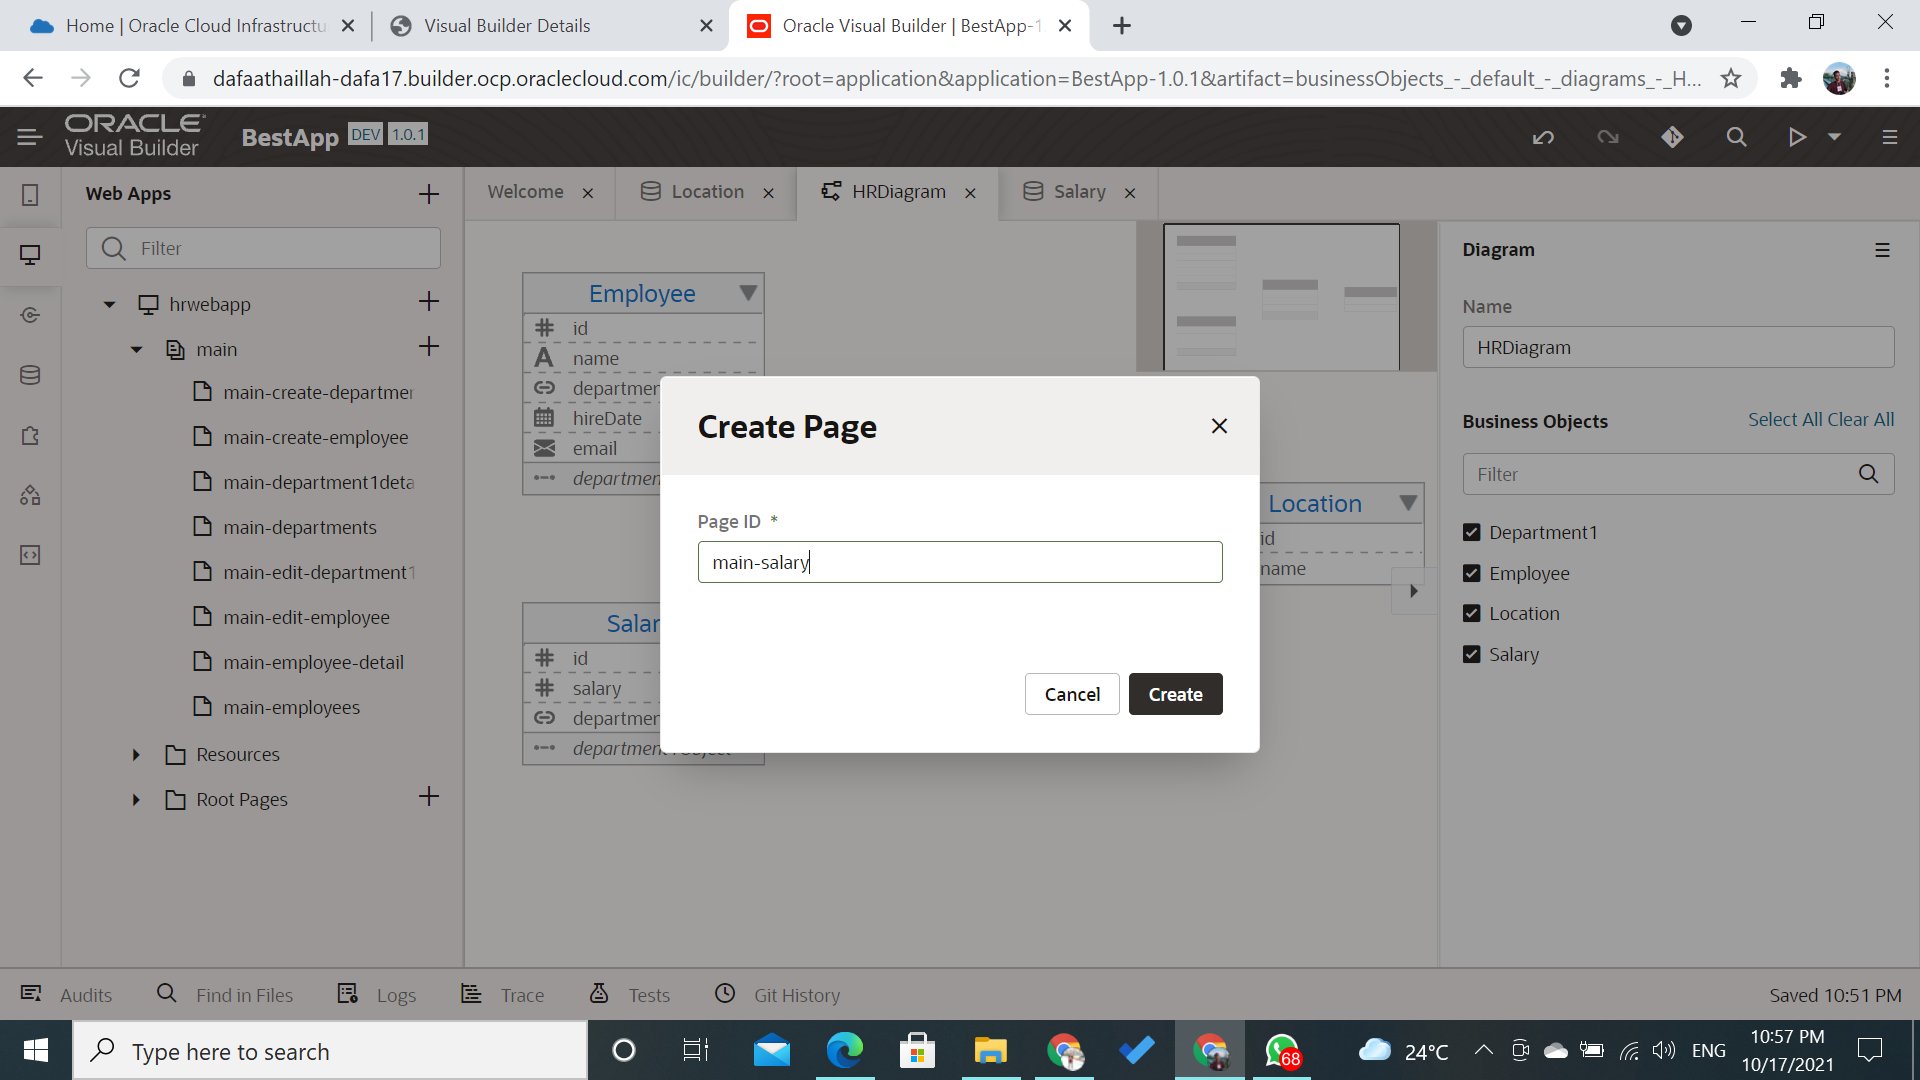 Home | Oracle Cloud Infrastructu
Visual Builder Details
Oracle Visual Builder | BestApp-1
dafaathaillah-dafa17.builder.ocp.oraclecloud.com/ic/builder/?root=application&application=BestApp-1.0.1&artifact=businessObjects_-_default_-_diagrams_-_H...
ORACLE
Visual Builder
BestApp DEV 1.0.1
Web Apps
Filter
hrwebapp
main
main-create-departmen
main-create-employee
main-department1deta
main-departments
main-edit-department1
main-edit-employee
main-employee-detail
main-employees
Resources
Root Pages
Welcome
Location
HRDiagram
Salary
Employee
id
name
departmen
hireDate
email
departmen
Salar
id
salary
departmen
department1Object
Location
id
name
Create Page
Page ID *
main-salary
Cancel
Create
Diagram
Name
HRDiagram
Business Objects
Select All Clear All
Filter
Department1
Employee
Location
Salary
Audits
Find in Files
Logs
Trace
Tests
Git History
Saved 10:51 PM
Type here to search
68
24°C
ENG
10:57 PM
10/17/2021